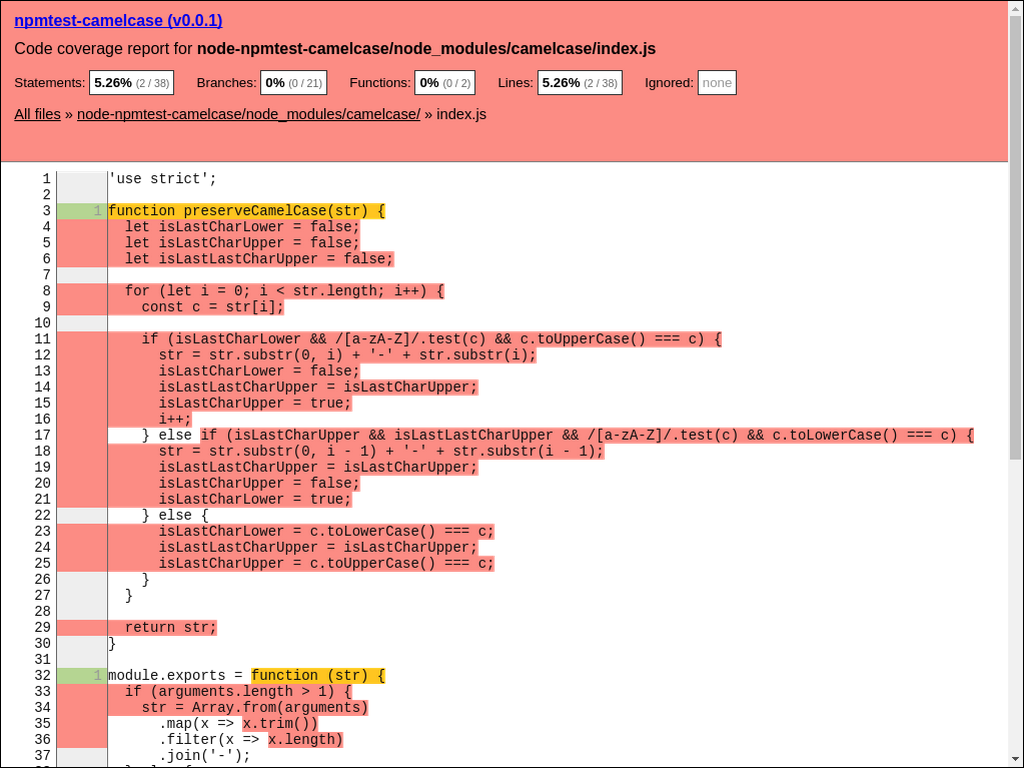 npmtest-camelcase (v0.0.1)
Code coverage report for node-npmtest-camelcase/node_modules/camelcase/index.js
Statements: 5.26% (2 / 38) Branches: 0% (0 / 21) Functions: 0% (0 / 2) Lines: 5.26% (2 / 38) Ignored: none
All files » node-npmtest-camelcase/node_modules/camelcase/ » index.js
1 'use strict';
2
3 1 function preserveCamelCase(str) {
4 let isLastCharLower = false;
5 let isLastCharUpper = false;
6 let isLastLastCharUpper = false;
7
8 for (let i = 0; i < str.length; i++) {
9 const c = str[i];
10
11 if (isLastCharLower && /[a-zA-Z]/.test(c) && c.toUpperCase() === c) {
12 str = str.substr(0, i) + '-' + str.substr(i);
13 isLastCharLower = false;
14 isLastLastCharUpper = isLastCharUpper;
15 isLastCharUpper = true;
16 i++;
17 } else if (isLastCharUpper && isLastLastCharUpper && /[a-zA-Z]/.test(c) && c.toLowerCase() === c) {
18 str = str.substr(0, i - 1) + '-' + str.substr(i - 1);
19 isLastLastCharUpper = isLastCharUpper;
20 isLastCharUpper = false;
21 isLastCharLower = true;
22 } else {
23 isLastCharLower = c.toLowerCase() === c;
24 isLastLastCharUpper = isLastCharUpper;
25 isLastCharUpper = c.toUpperCase() === c;
26 }
27 }
28
29 return str;
30 }
31
32 1 module.exports = function (str) {
33 if (arguments.length > 1) {
34 str = Array.from(arguments)
35 .map(x => x.trim())
36 .filter(x => x.length)
37 .join('-');